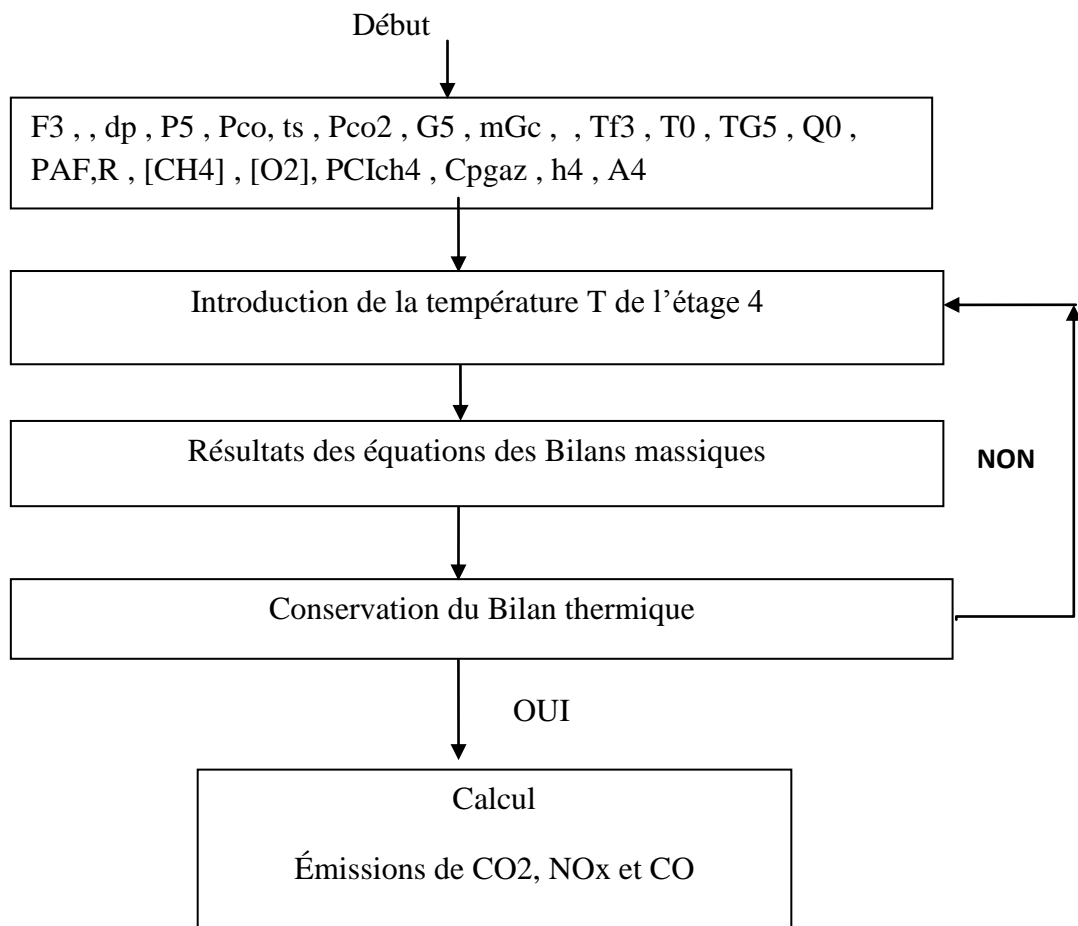 Début
F3 , , dp , P5 , Pco, ts , Pco2 , G5 , mGc , , Tf3 , T0 , TG5 , Q0 ,
PAF,R , [CH4] , [O2], PCIch4 , Cpgaz , h4 , A4
Introduction de la température T de l’étage 4
Résultats des équations des Bilans massiques
NON
Conservation du Bilan thermique
OUI
Calcul
Émissions de CO2, NOx et CO